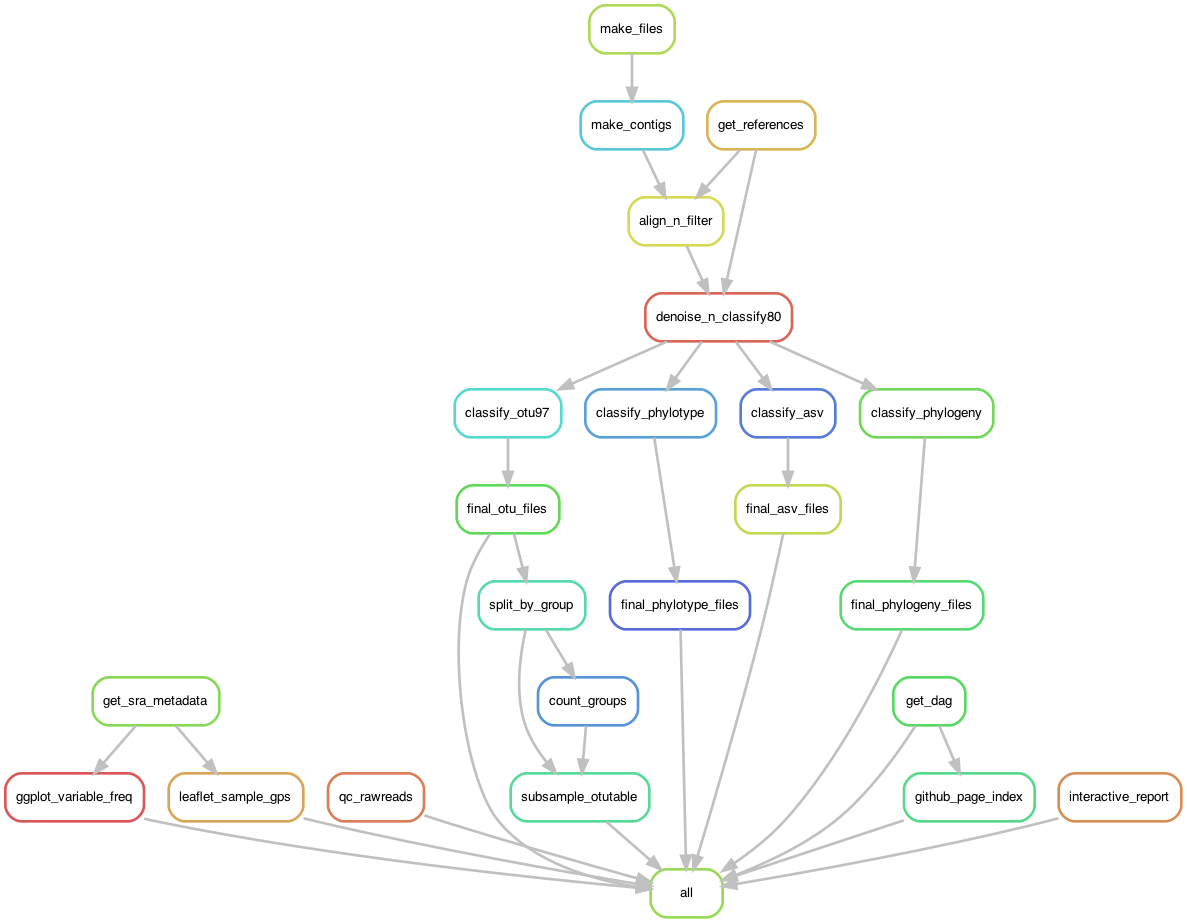 make_files
make_contigs
get_references
align_n_filter
denoise_n_classify80
classify_otu97
classify_phylotype
classify_asv
classify_phylogeny
final_otu_files
final_asv_files
split_by_group
final_phylotype_files
final_phylogeny_files
get_sra_metadata
count_groups
get_dag
ggplot_variable_freq
leaflet_sample_gps
qc_rawreads
subsample_otutable
github_page_index
interactive_report
all